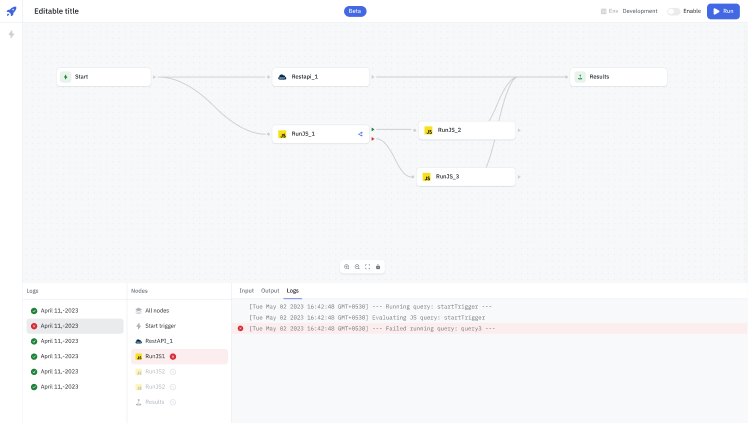 Editable title
Beta
Env Development
Enable
Run
Start
Restapi_1
Results
JS RunJS_1
JS RunJS_2
JS RunJS_3
Logs
April 11,-2023
April 11,-2023
April 11,-2023
April 11,-2023
April 11,-2023
April 11,-2023
Nodes
All nodes
Start trigger
RestAPI_1
RunJS1
RunJS2
RunJS2
Results
Input Output Logs
[Tue May 02 2023 16:42:48 GMT+0530] --- Running query: startTrigger ---
[Tue May 02 2023 16:42:48 GMT+0530] Evaluating JS query: startTrigger
[Tue May 02 2023 16:42:48 GMT+0530] --- Failed running query: query3 ---